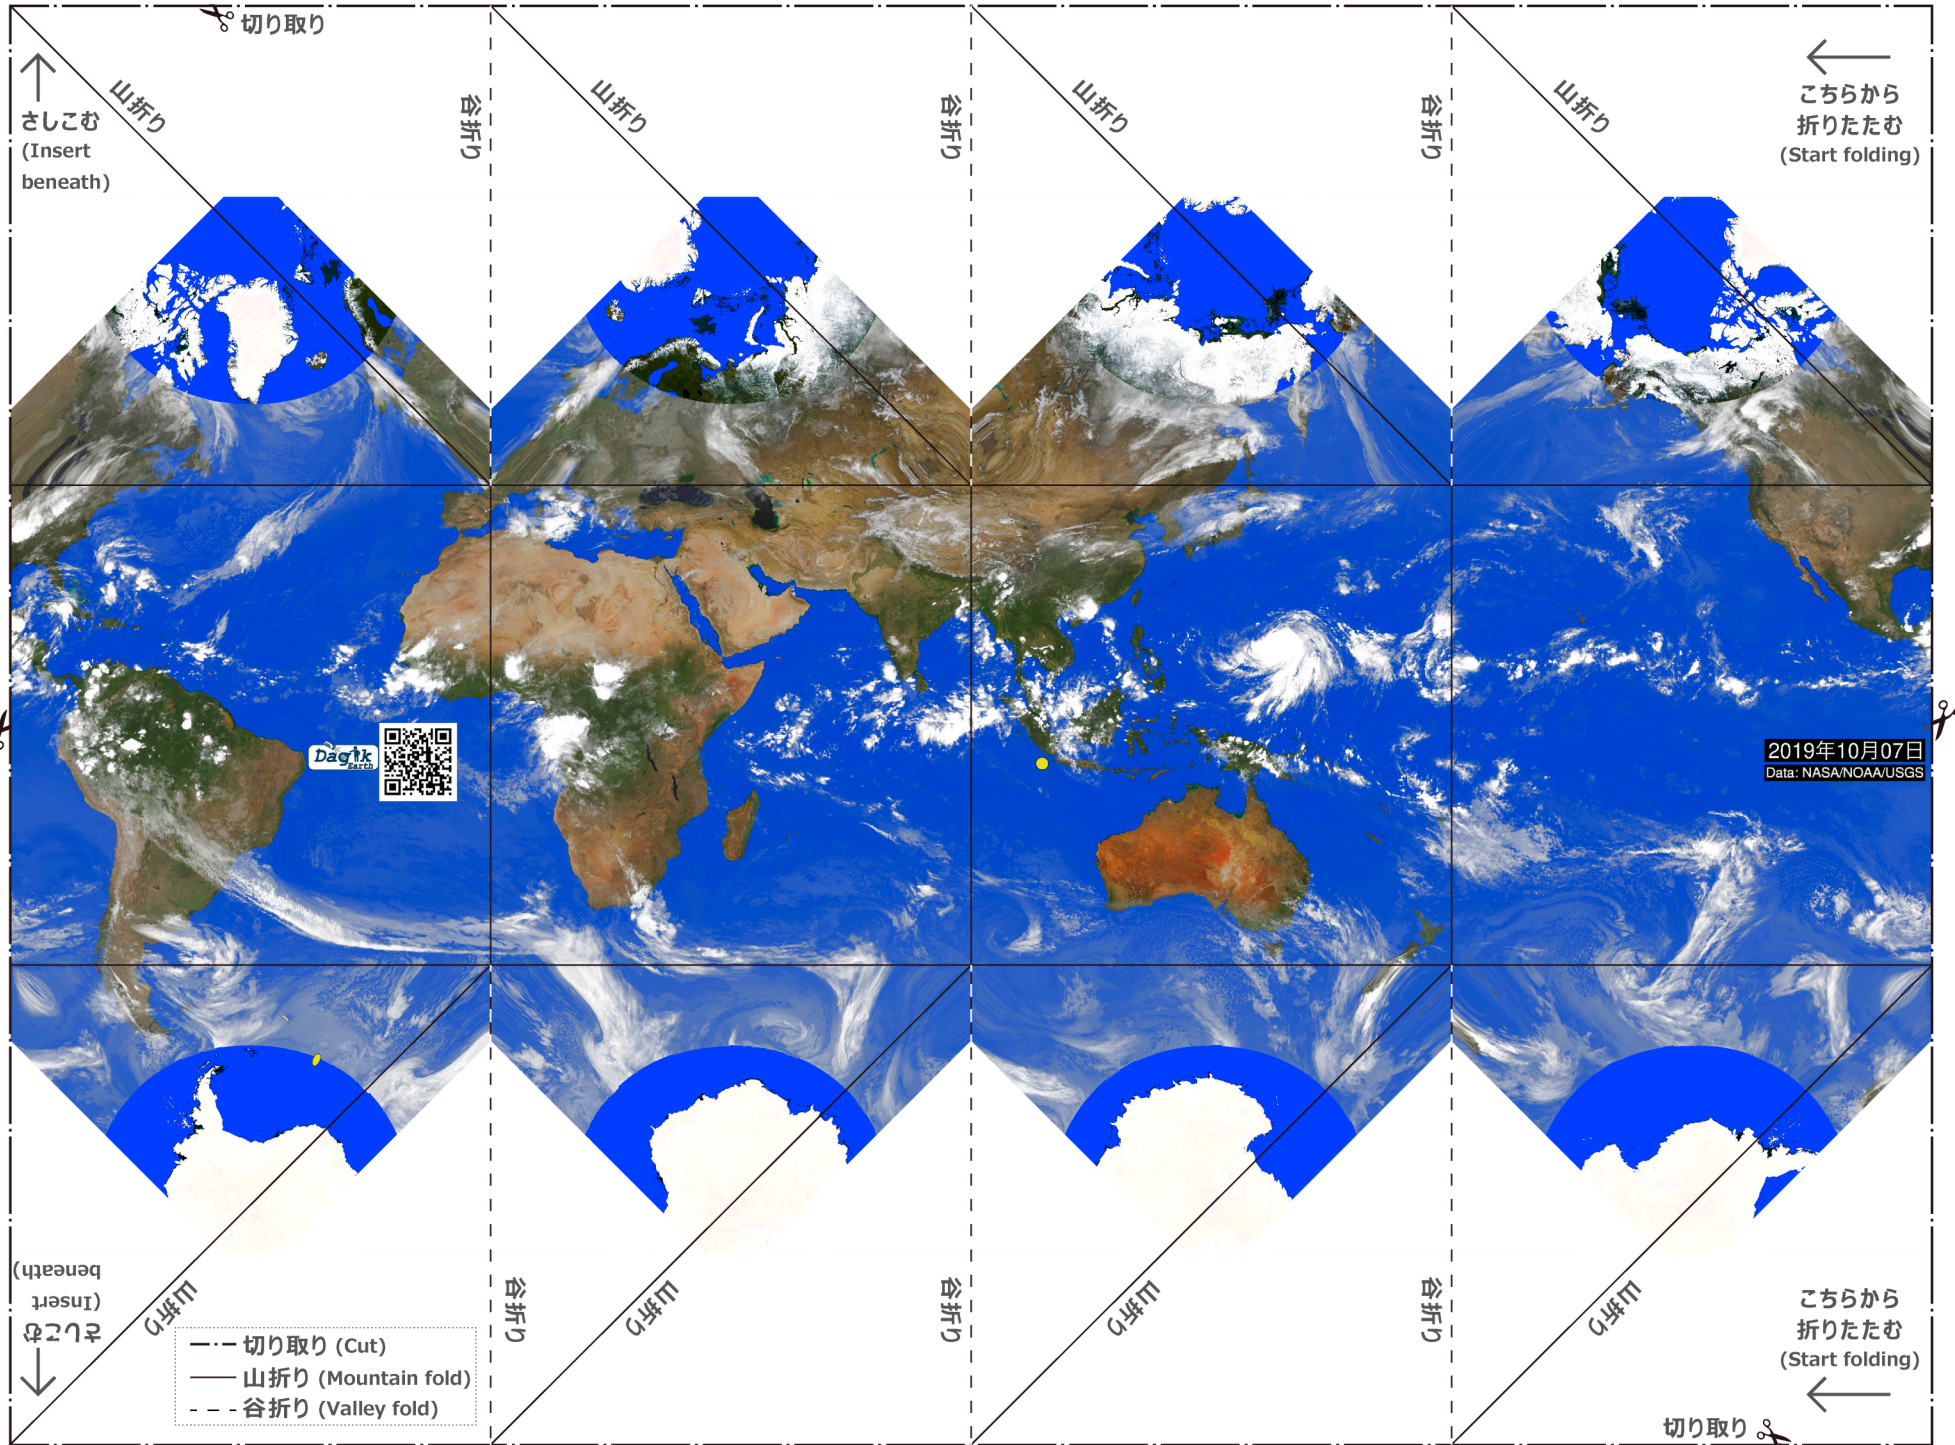 切り取り
さしこむ
(Insert
beneath)
山折り
谷折り
山折り
谷折り
山折り
谷折り
山折り
こちらから
折りたたむ
(Start folding)
Dagik
Earth
2019年10月07日
Data: NASA/NOAA/USGS
さしこむ
(Insert
beneath)
山折り
谷折り
山折り
谷折り
山折り
谷折り
山折り
こちらから
折りたたむ
(Start folding)
切り取り (Cut)
山折り (Mountain fold)
谷折り (Valley fold)
切り取り